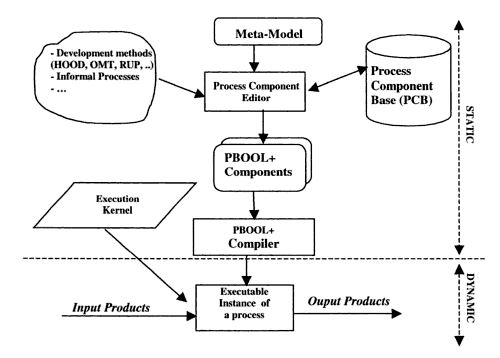 Meta-Model
- Development methods
(HOOD, OMT, RUP, ..)
- Informal Processes
- ...
Process Component
Editor
Process
Component
Base (PCB)
STATIC
PBOOL+
Components
Execution
Kernel
PBOOL+
Compiler
Executable
Instance of
a process
Input Products
Ouput Products
DYNAMIC